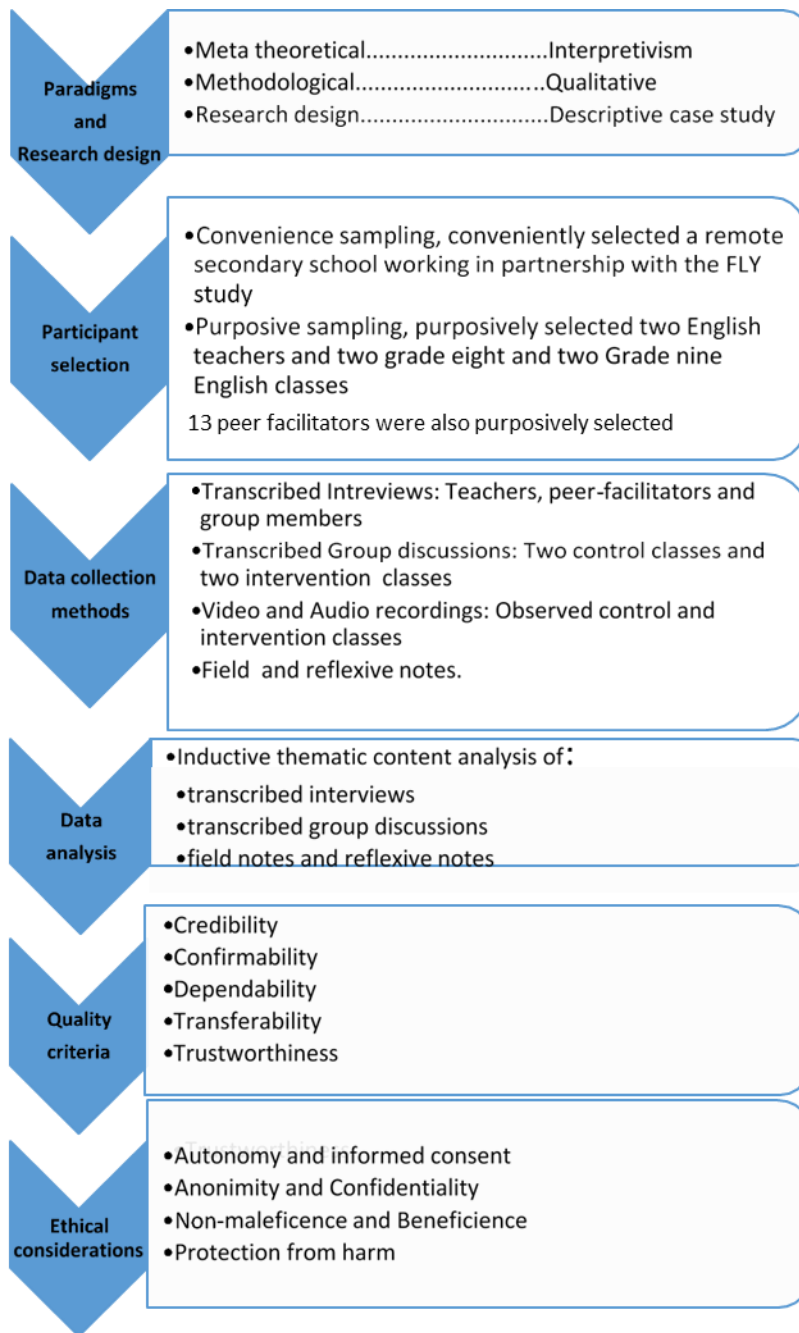 Paradigms
and
Research design
•Meta theoretical..............................Interpretivism
•Methodological...............................Qualitative
•Research design..............................Descriptive case study
Participant
selection
•Convenience sampling, conveniently selected a remote
secondary school working in partnership with the FLY
study
•Purposive sampling, purposively selected two English
teachers and two grade eight and two Grade nine
English classes
13 peer facilitators were also purposively selected
Data collection
methods
•Transcribed Intreviews: Teachers, peer-facilitators and
group members
•Transcribed Group discussions: Two control classes and
two intervention classes
•Video and Audio recordings: Observed control and
intervention classes
•Field and reflexive notes.
Data
analysis
•Inductive thematic content analysis of:
•transcribed interviews
•transcribed group discussions
•field notes and reflexive notes
Quality
criteria
•Credibility
•Confirmability
•Dependability
•Transferability
•Trustworthiness
Ethical
considerations
•Trustworthiness
•Autonomy and informed consent
•Anonimity and Confidentiality
•Non-maleficence and Beneficience
•Protection from harm